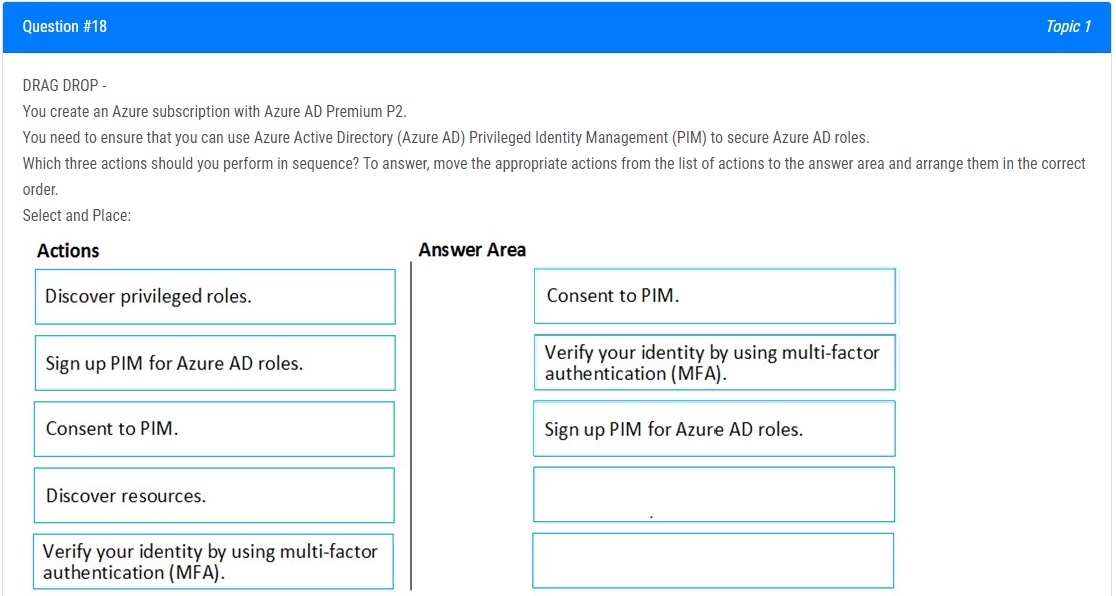 Question #18
Topic 1
DRAG DROP -
You create an Azure subscription with Azure AD Premium P2.
You need to ensure that you can use Azure Active Directory (Azure AD) Privileged Identity Management (PIM) to secure Azure AD roles.
Which three actions should you perform in sequence? To answer, move the appropriate actions from the list of actions to the answer area and arrange them in the correct
order.
Select and Place:
Actions
Discover privileged roles.
Sign up PIM for Azure AD roles.
Consent to PIM.
Discover resources.
Verify your identity by using multi-factor
authentication (MFA).
Answer Area
Consent to PIM.
Verify your identity by using multi-factor
authentication (MFA).
Sign up PIM for Azure AD roles.